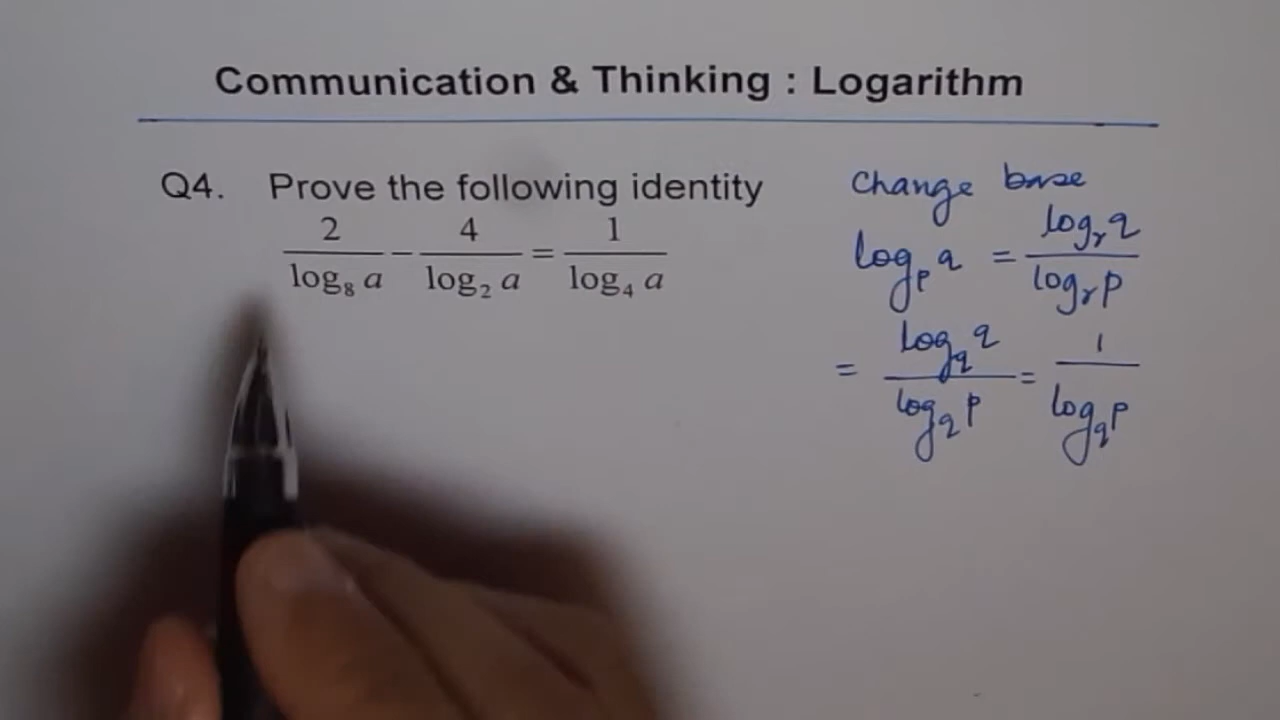 Communication & Thinking : Logarithm
Q4. Prove the following identity
2/log₈ a − 4/log₂ a = 1/log₄ a
Change base
logₚ q = logᵣ q / logᵣ p
= log_q q / log_q p = 1 / log_q p